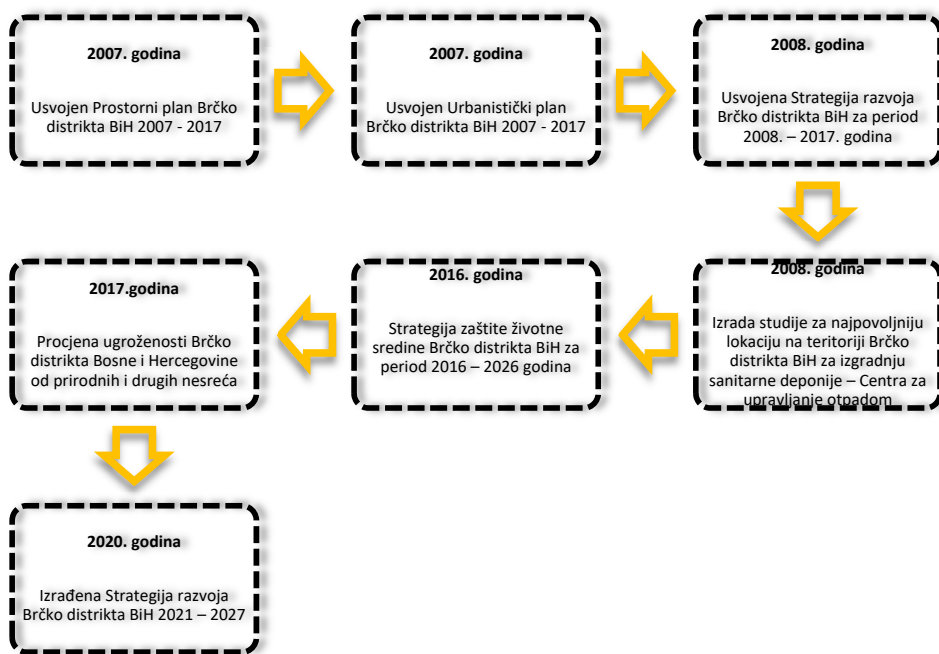 2007. godina
Usvojen Prostorni plan Brčko
distrikta BiH 2007 - 2017
2007. godina
Usvojen Urbanistički plan
Brčko distrikta BiH 2007 - 2017
2008. godina
Usvojena Strategija razvoja
Brčko distrikta BiH za period
2008. – 2017. godina
2008. godina
Izrada studije za najpovoljniju
lokaciju na teritoriji Brčko
distrikta BiH za izgradnju
sanitarne deponije – Centra za
upravljanje otpadom
2016. godina
Strategija zaštite životne
sredine Brčko distrikta BiH za
period 2016 – 2026 godina
2017.godina
Procjena ugroženosti Brčko
distrikta Bosne i Hercegovine
od prirodnih i drugih nesreća
2020. godina
Izrađena Strategija razvoja
Brčko distrikta BiH 2021 – 2027